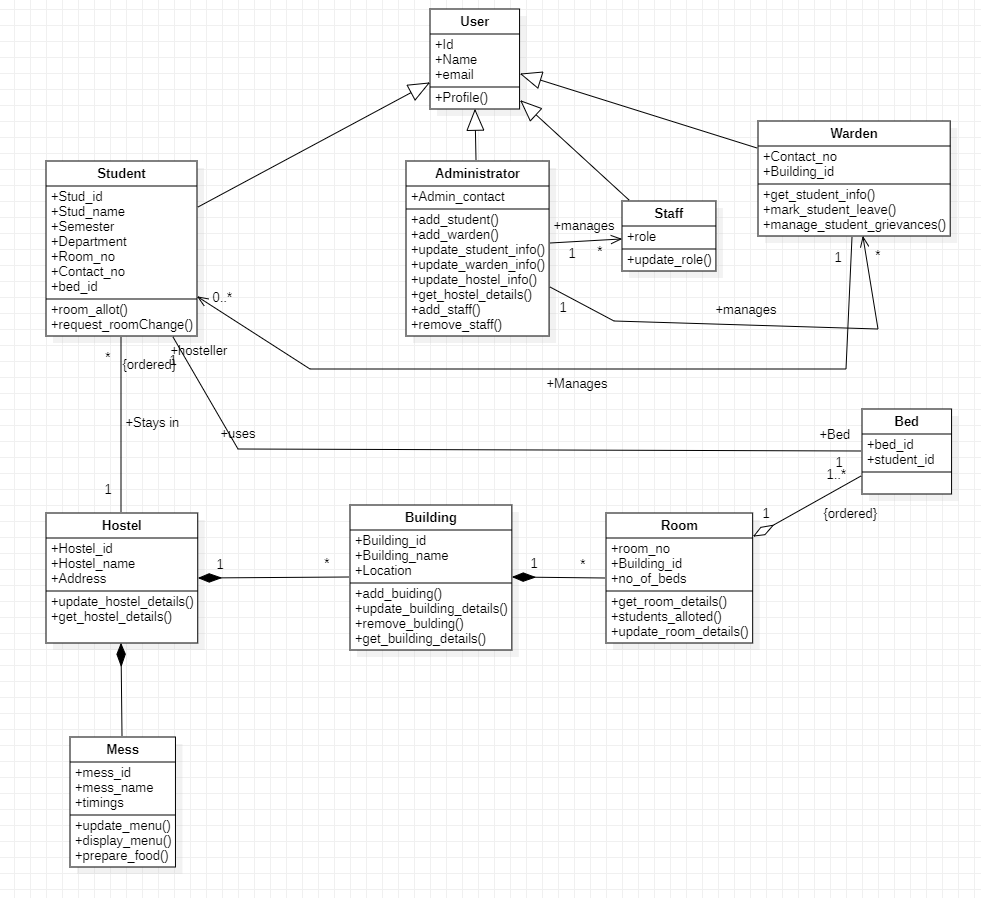 User
+Id
+Name
+email
+Profile()
Warden
+Contact_no
+Building_id
+get_student_info()
+mark_student_leave()
+manage_student_grievances()
Student
+Stud_id
+Stud_name
+Semester
+Department
+Room_no
+Contact_no
+bed_id
+room_allot()
+request_roomChange()
Administrator
+Admin_contact
+add_student()
+add_warden()
+update_student_info()
+update_warden_info()
+update_hostel_info()
+get_hostel_details()
+add_staff()
+remove_staff()
+manages
1
*
Staff
+role
+update_role()
1
*
0..*
1
+manages
+Manages
*
{ordered}
+hosteller
1
+Stays in
1
+uses
+Bed
1
1..*
{ordered}
1
Bed
+bed_id
+student_id
Hostel
+Hostel_id
+Hostel_name
+Address
+update_hostel_details()
+get_hostel_details()
1
*
Building
+Building_id
+Building_name
+Location
+add_buiding()
+update_building_details()
+remove_bulding()
+get_building_details()
1
*
Room
+room_no
+Building_id
+no_of_beds
+get_room_details()
+students_alloted()
+update_room_details()
Mess
+mess_id
+mess_name
+timings
+update_menu()
+display_menu()
+prepare_food()